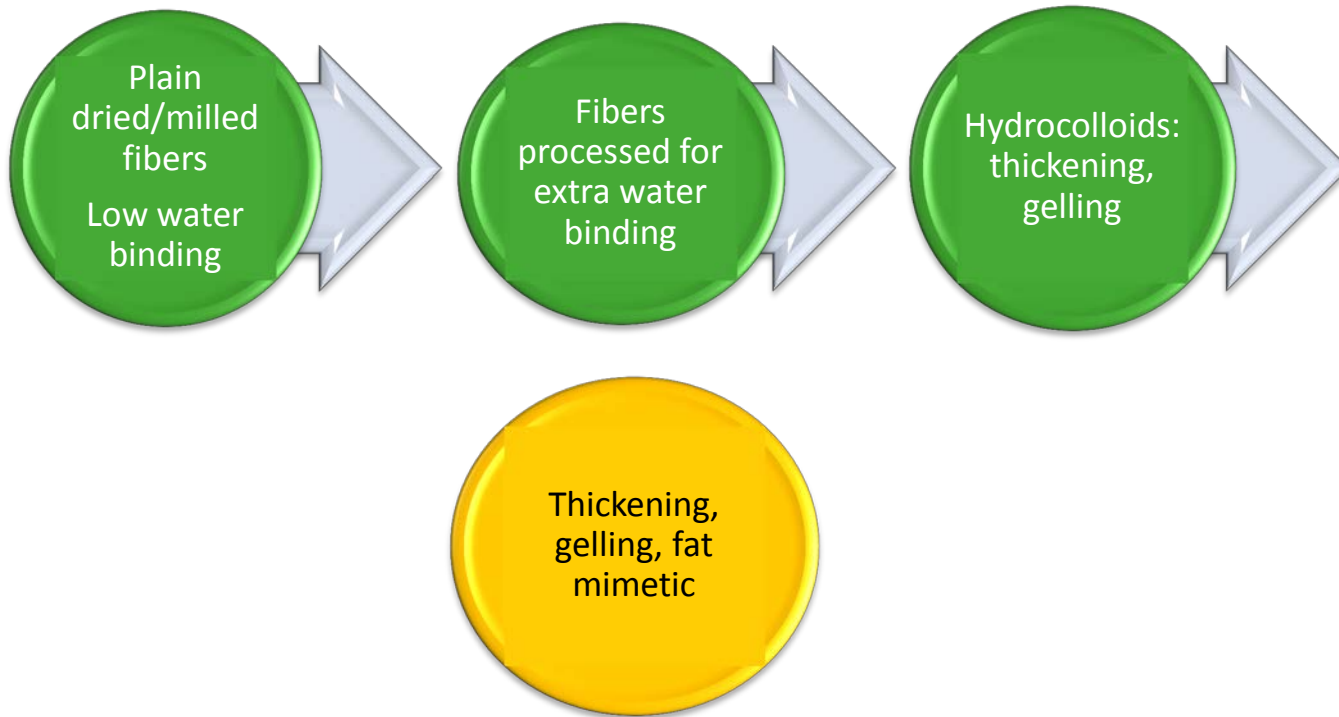 Plain
dried/milled
fibers
Low water
binding
Fibers
processed for
extra water
binding
Hydrocolloids:
thickening,
gelling
Thickening,
gelling, fat
mimetic